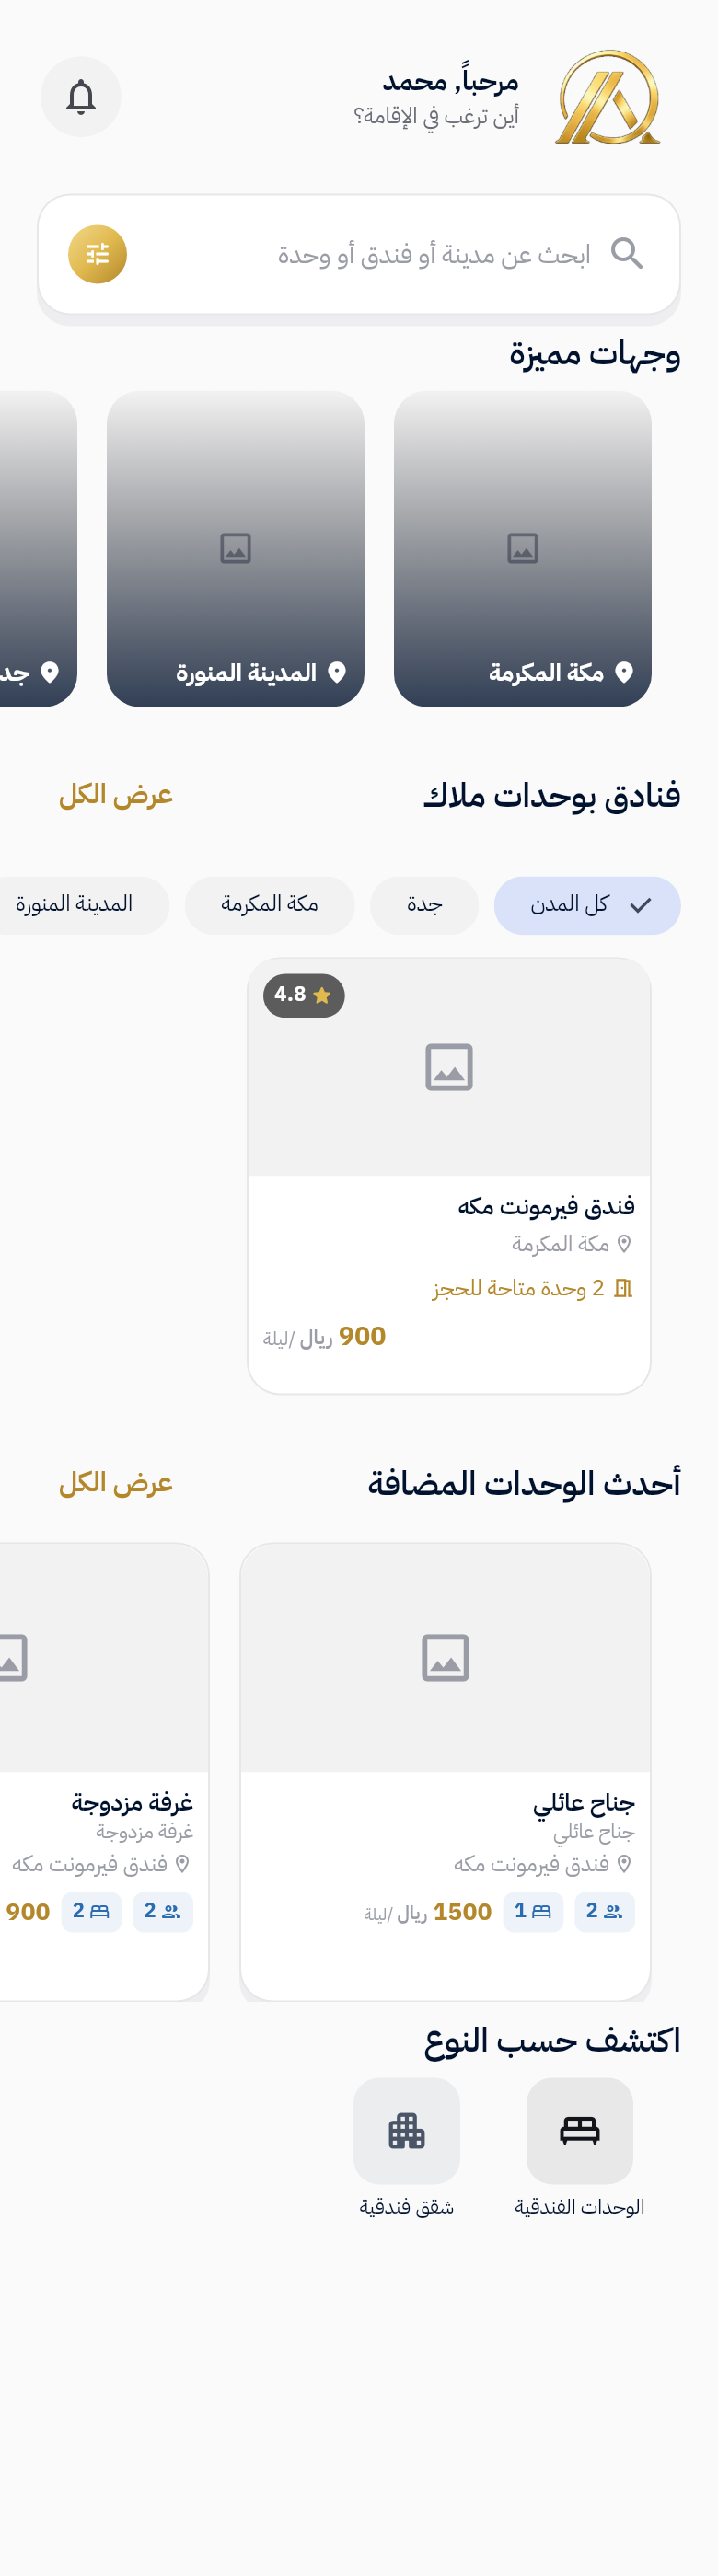 مرحباً, محمد
أين ترغب في الإقامة؟
ابحث عن مدينة أو فندق أو وحدة
وجهات مميزة
مكة المكرمة
المدينة المنورة
جد
فنادق بوحدات ملاك
عرض الكل
كل المدن
جدة
مكة المكرمة
المدينة المنورة
4.8
فندق فيرمونت مكه
مكة المكرمة
2 وحدة متاحة للحجز
900 ريال /ليلة
أحدث الوحدات المضافة
عرض الكل
جناح عائلي
جناح عائلي
فندق فيرمونت مكه
2 1 1500 ريال /ليلة
غرفة مزدوجة
غرفة مزدوجة
فندق فيرمونت مكه
2 2 900
اكتشف حسب النوع
الوحدات الفندقية
شقق فندقية